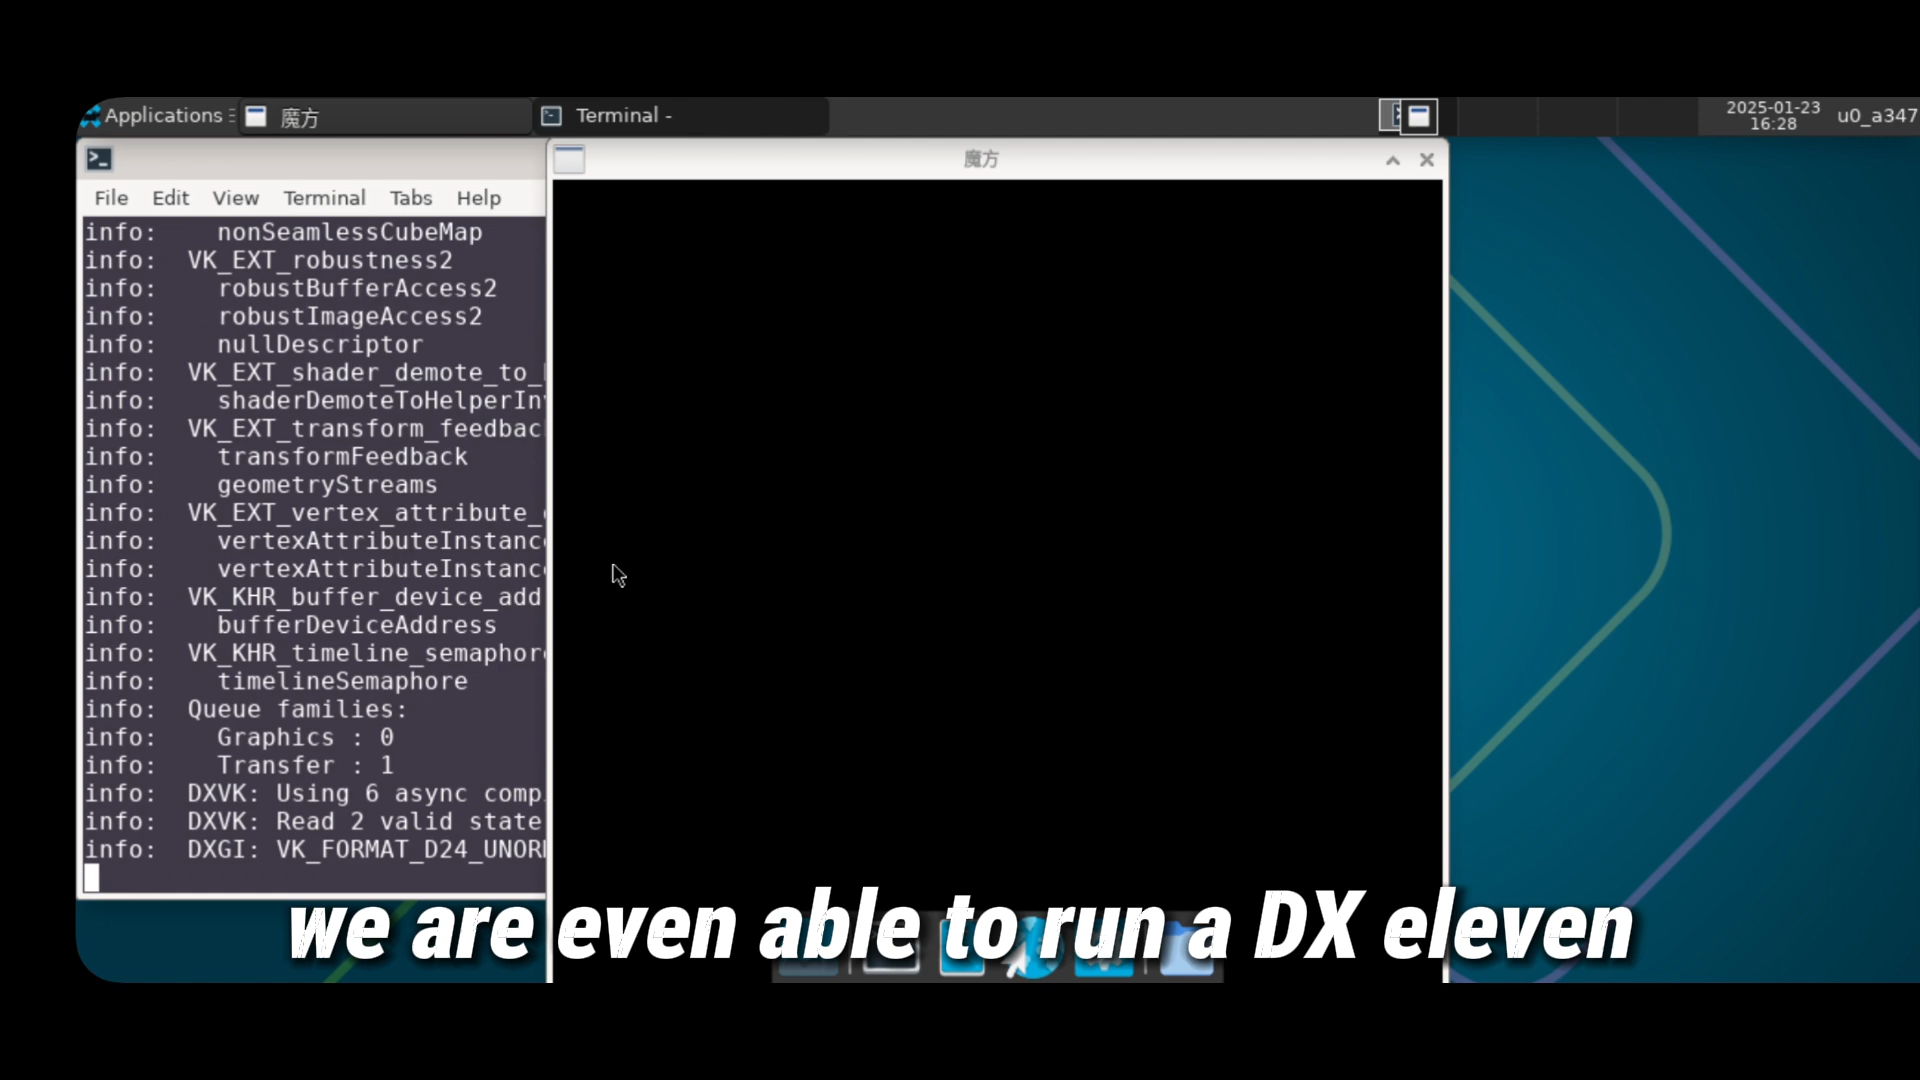 Applications
魔方
Terminal -
2025-01-23
16:28
u0_a347
魔方
File Edit View Terminal Tabs Help
info: nonSeamlessCubeMap
info: VK_EXT_robustness2
info: robustBufferAccess2
info: robustImageAccess2
info: nullDescriptor
info: VK_EXT_shader_demote_to_
info: shaderDemoteToHelperIn
info: VK_EXT_transform_feedbac
info: transformFeedback
info: geometryStreams
info: VK_EXT_vertex_attribute_
info: vertexAttributeInstanc
info: vertexAttributeInstanc
info: VK_KHR_buffer_device_add
info: bufferDeviceAddress
info: VK_KHR_timeline_semaphor
info: timelineSemaphore
info: Queue families:
info: Graphics : 0
info: Transfer : 1
info: DXVK: Using 6 async comp
info: DXVK: Read 2 valid state
info: DXGI: VK_FORMAT_D24_UNOR
we are even able to run a DX eleven